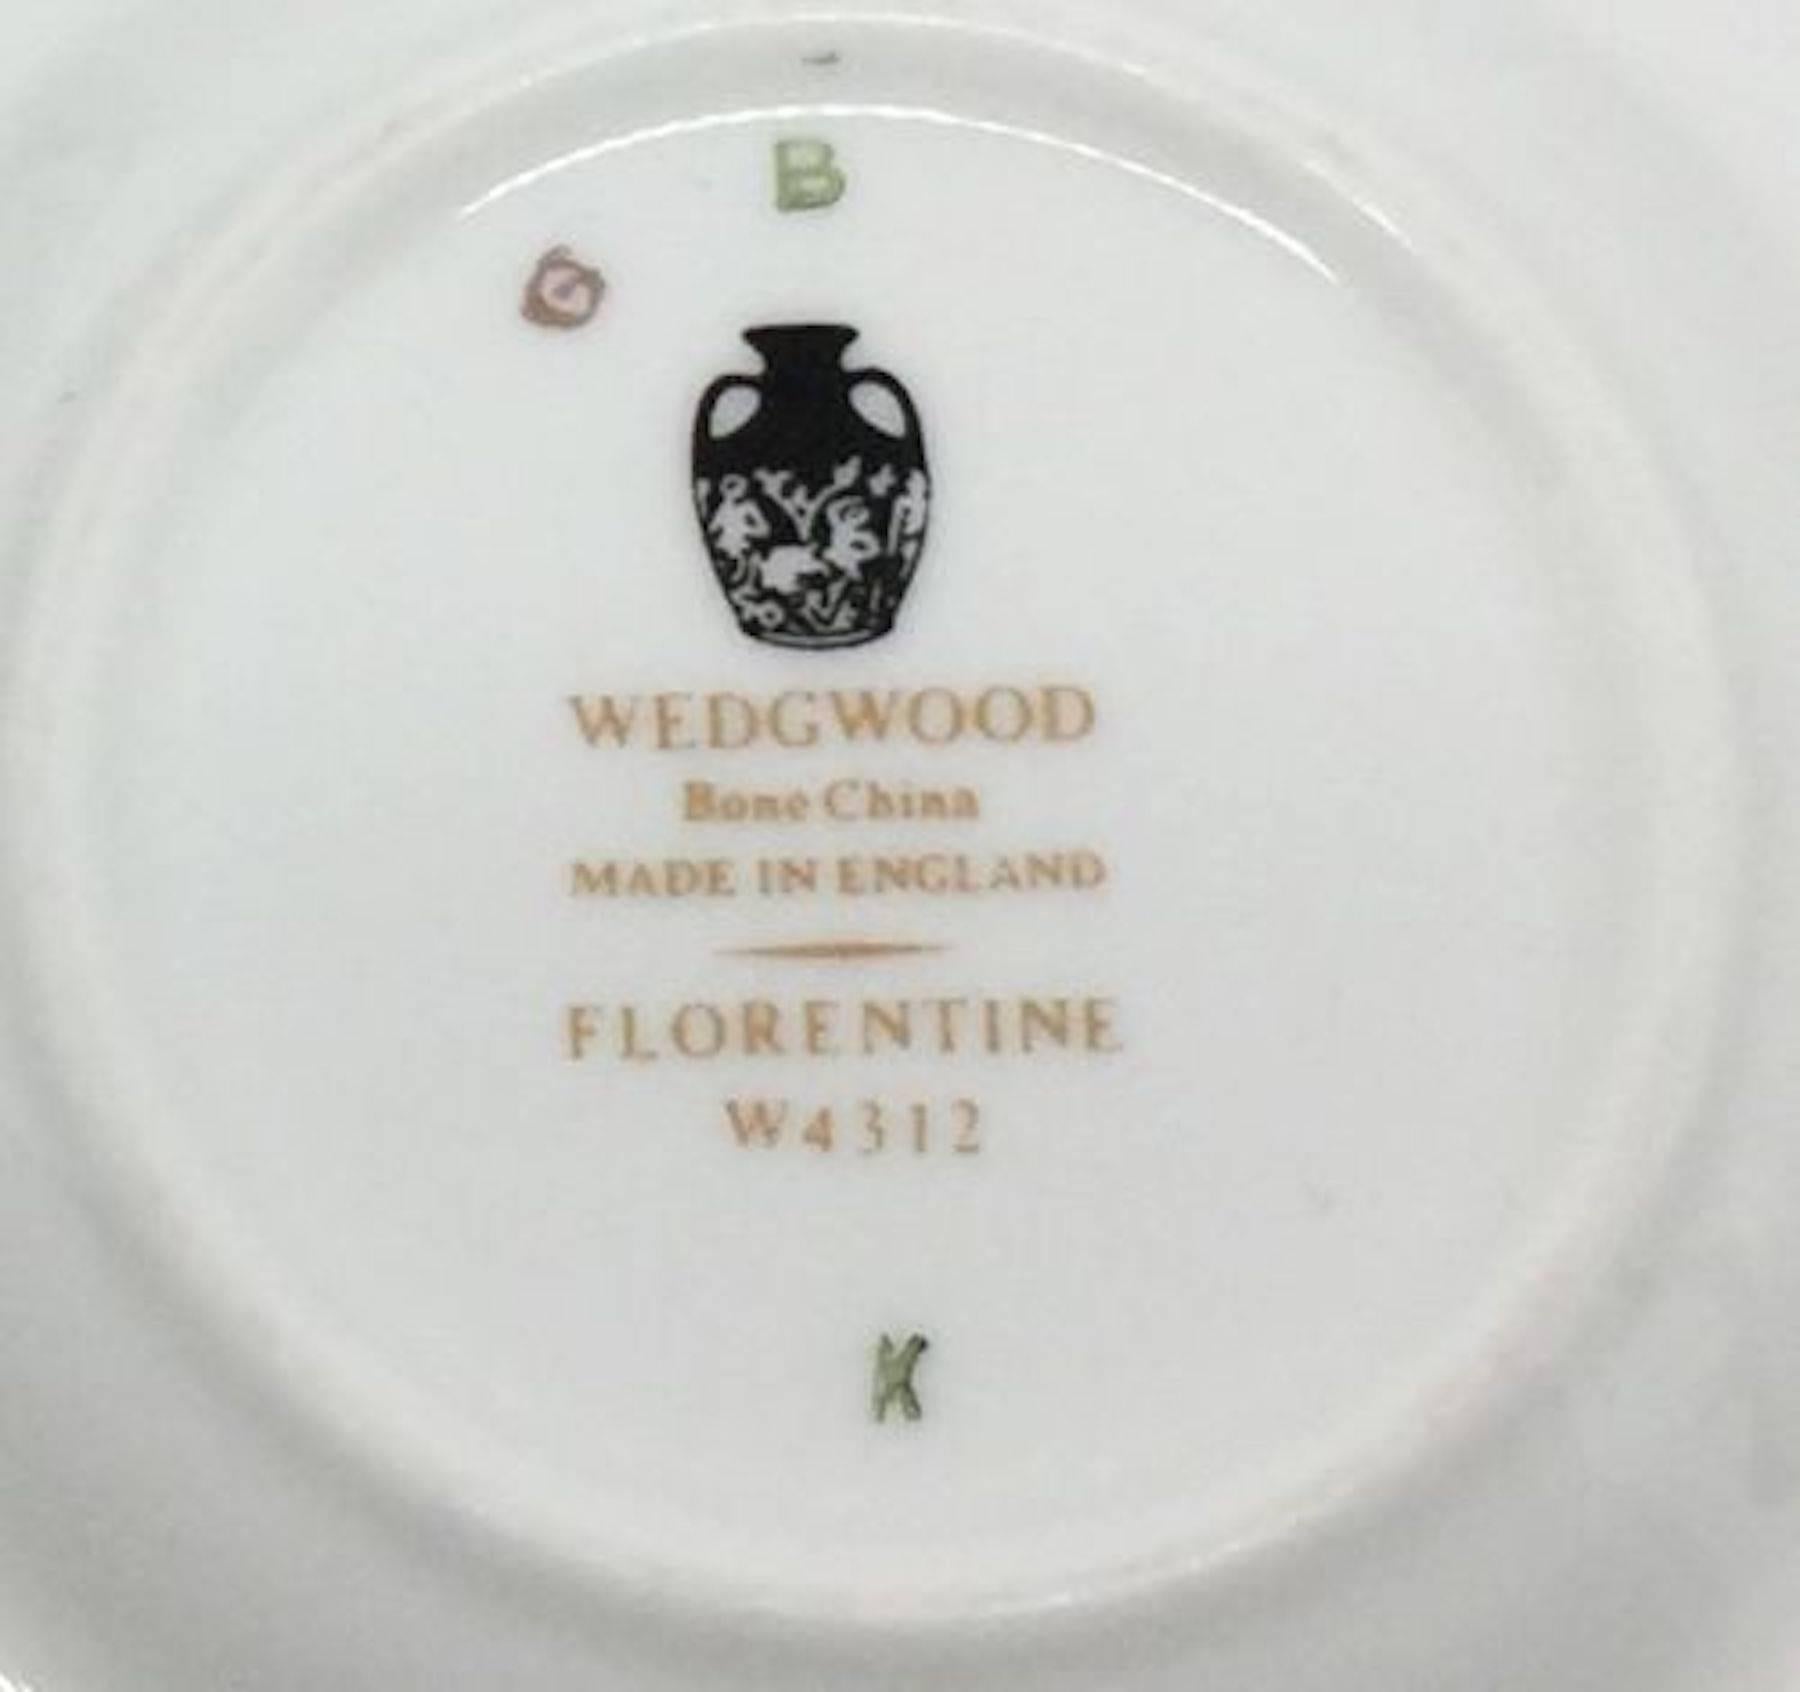 B
WEDGWOOD
Bone China
MADE IN ENGLAND
FLORENTINE
W4312
K